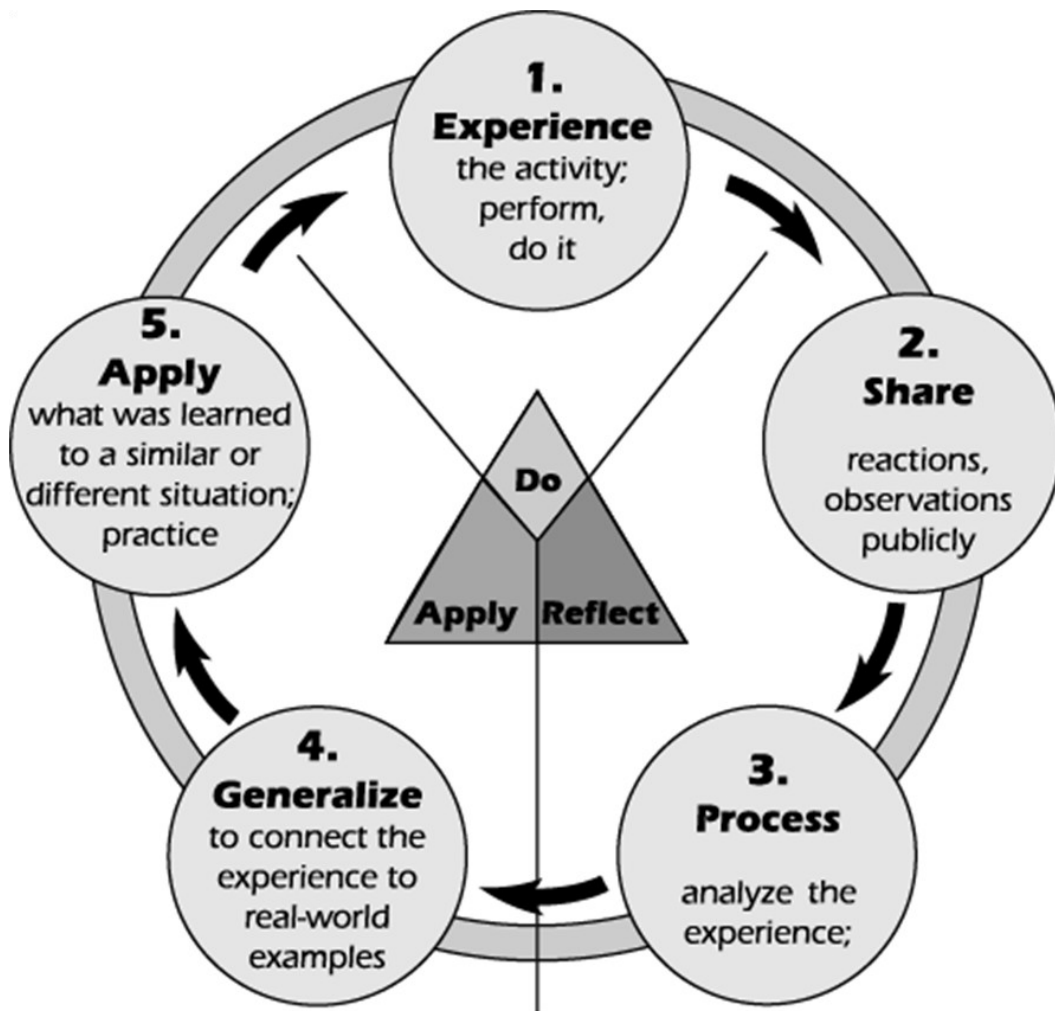 1.
Experience
the activity;
perform,
do it
2.
Share
reactions,
observations
publicly
3.
Process
analyze the
experience;
4.
Generalize
to connect the
experience to
real-world
examples
5.
Apply
what was learned
to a similar or
different situation;
practice
Do
Apply
Reflect